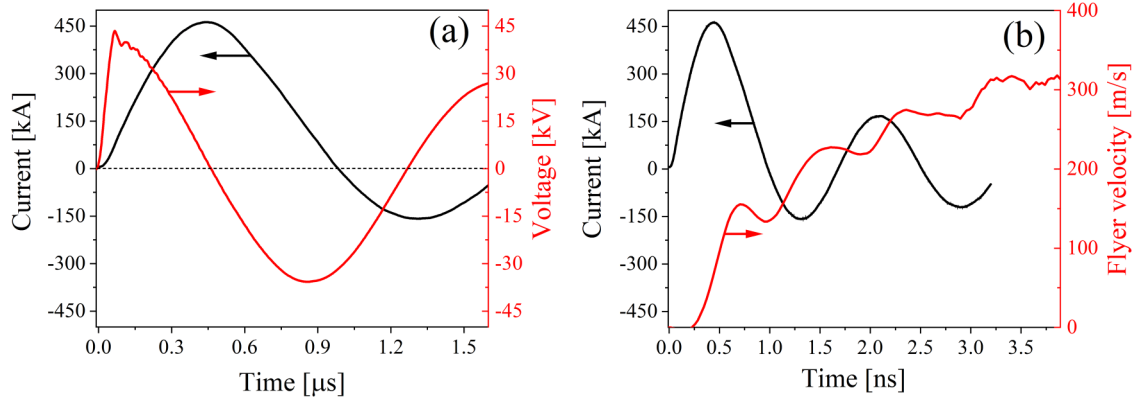 (a)
Current [kA]
450
300
150
0
-150
-300
-450
45
30
15
0
-15
-30
-45
Voltage [kV]
0.0 0.3 0.6 0.9 1.2 1.5
Time [μs]
(b)
Current [kA]
450
300
150
0
-150
-300
-450
400
300
200
100
0
Flyer velocity [m/s]
0.0 0.5 1.0 1.5 2.0 2.5 3.0 3.5
Time [ns]